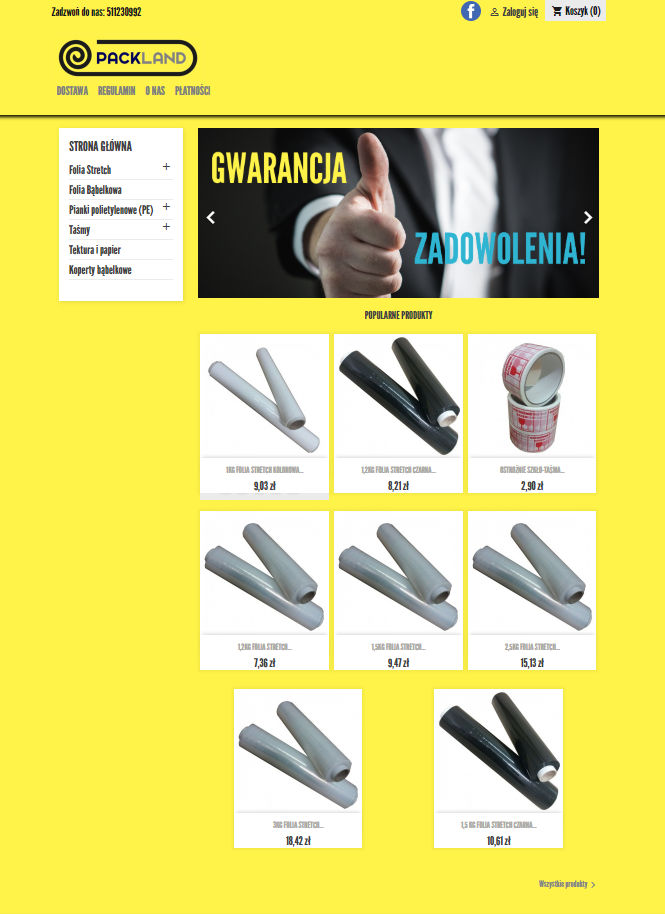 Zadzwoń do nas: 511230992
Zaloguj się
Koszyk (0)
PACKLAND
DOSTAWA REGULAMIN O NAS PŁATNOŚCI
STRONA GŁÓWNA
Folia Stretch
Folia Bąbelkowa
Pianki polietylenowe (PE)
Taśmy
Tektura i papier
Koperty bąbelkowe
GWARANCJA
ZADOWOLENIA!
POPULARNE PRODUKTY
1KG FOLIA STRETCH KOLOROWA...
9,03 zł
1,2KG FOLIA STRETCH CZARNA...
8,21 zł
OSTROŻNIE SZKŁO-TAŚMA...
2,90 zł
1,2KG FOLIA STRETCH...
7,36 zł
1,5KG FOLIA STRETCH...
9,47 zł
2,5KG FOLIA STRETCH...
15,13 zł
3KG FOLIA STRETCH...
18,42 zł
1,5 KG FOLIA STRETCH CZARNA...
10,61 zł
Wszystkie produkty